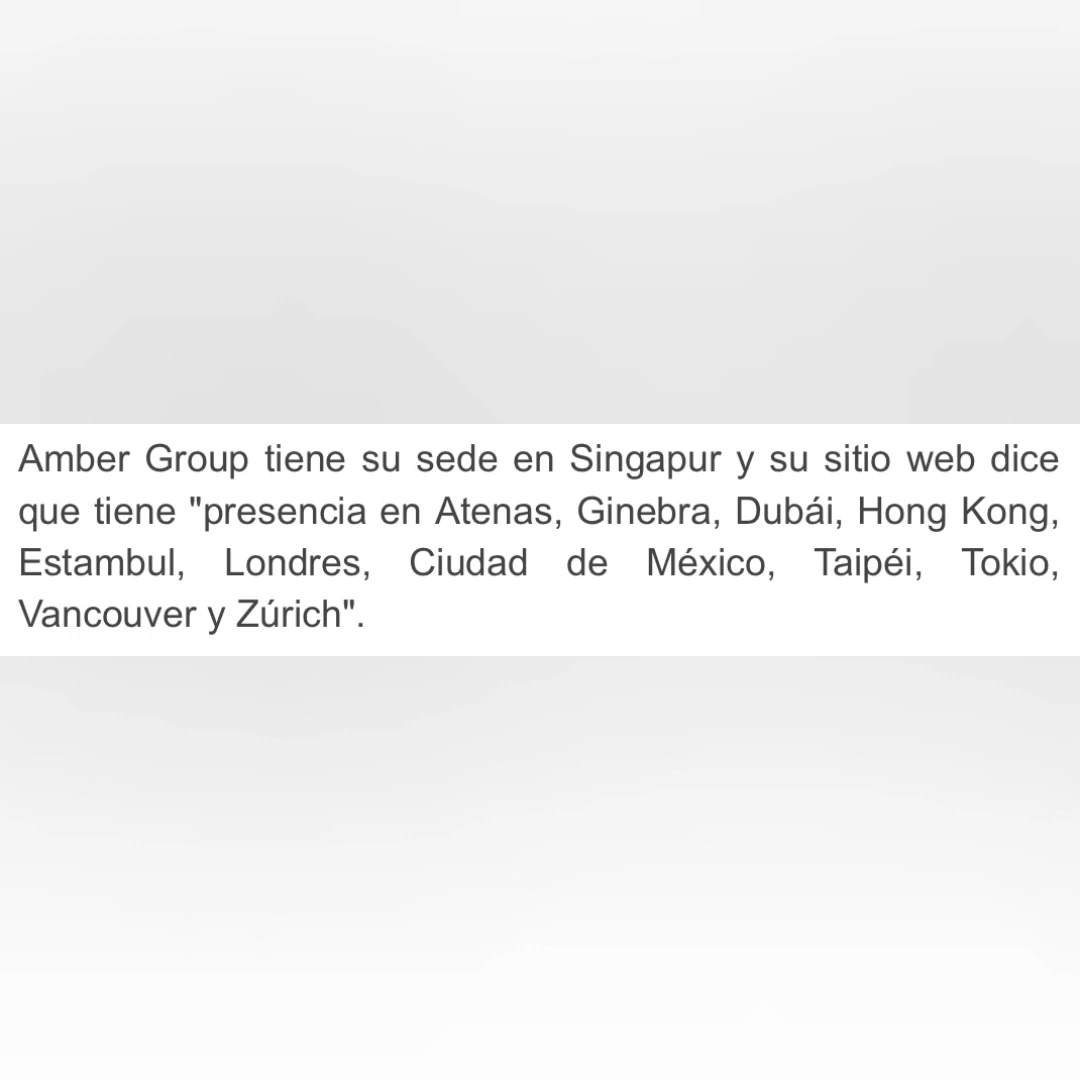 Amber Group tiene su sede en Singapur y su sitio web dice
que tiene "presencia en Atenas, Ginebra, Dubái, Hong Kong,
Estambul, Londres, Ciudad de México, Taipéi, Tokio,
Vancouver y Zúrich".